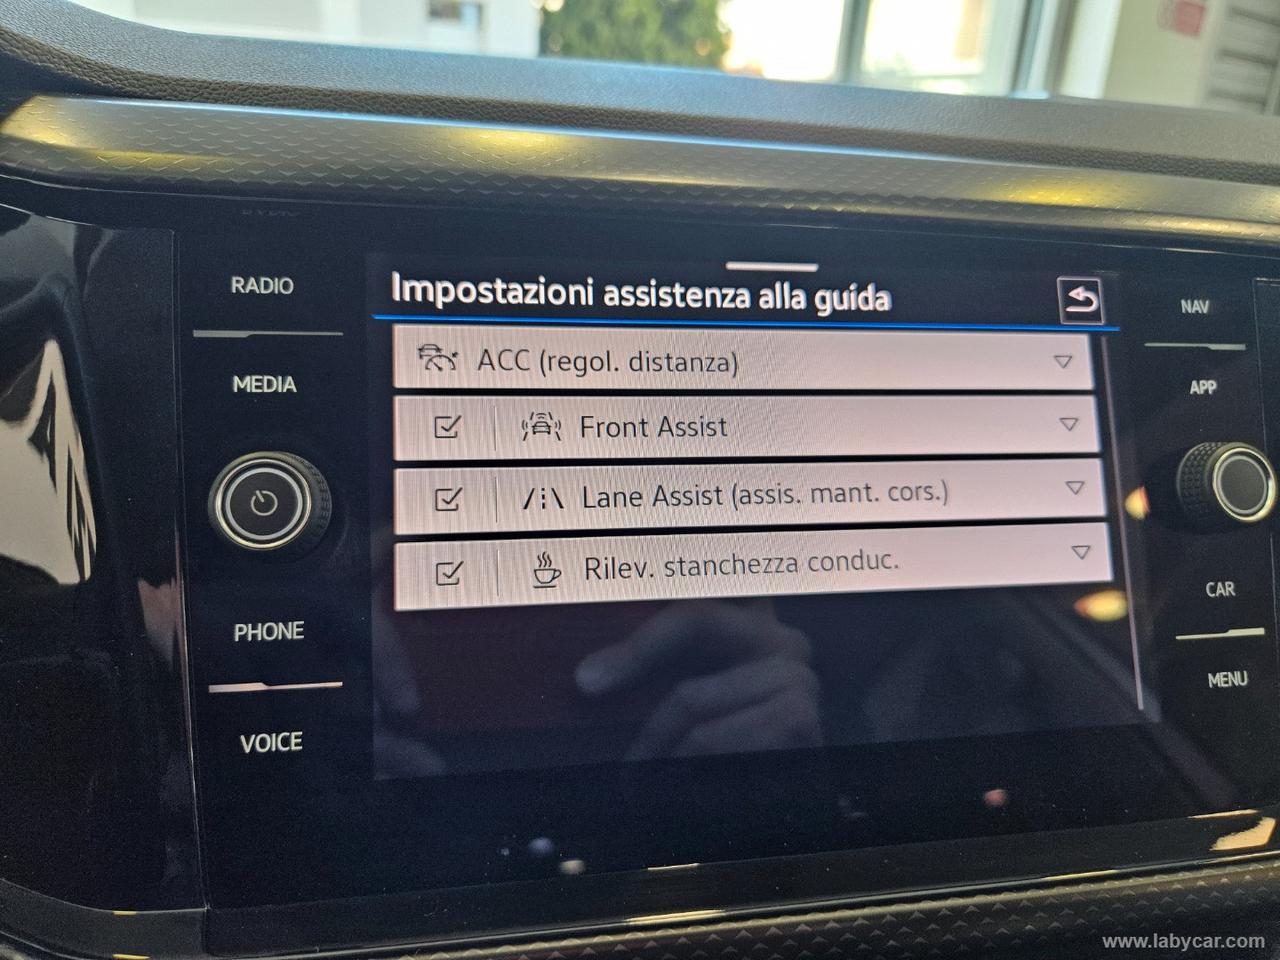 RADIO
MEDIA
PHONE
VOICE
Impostazioni assistenza alla guida
ACC (regol. distanza)
Front Assist
Lane Assist (assis. mant. cors.)
Rilev. stanchezza conduc.
NAV
APP
CAR
MENU
www.labycar.com